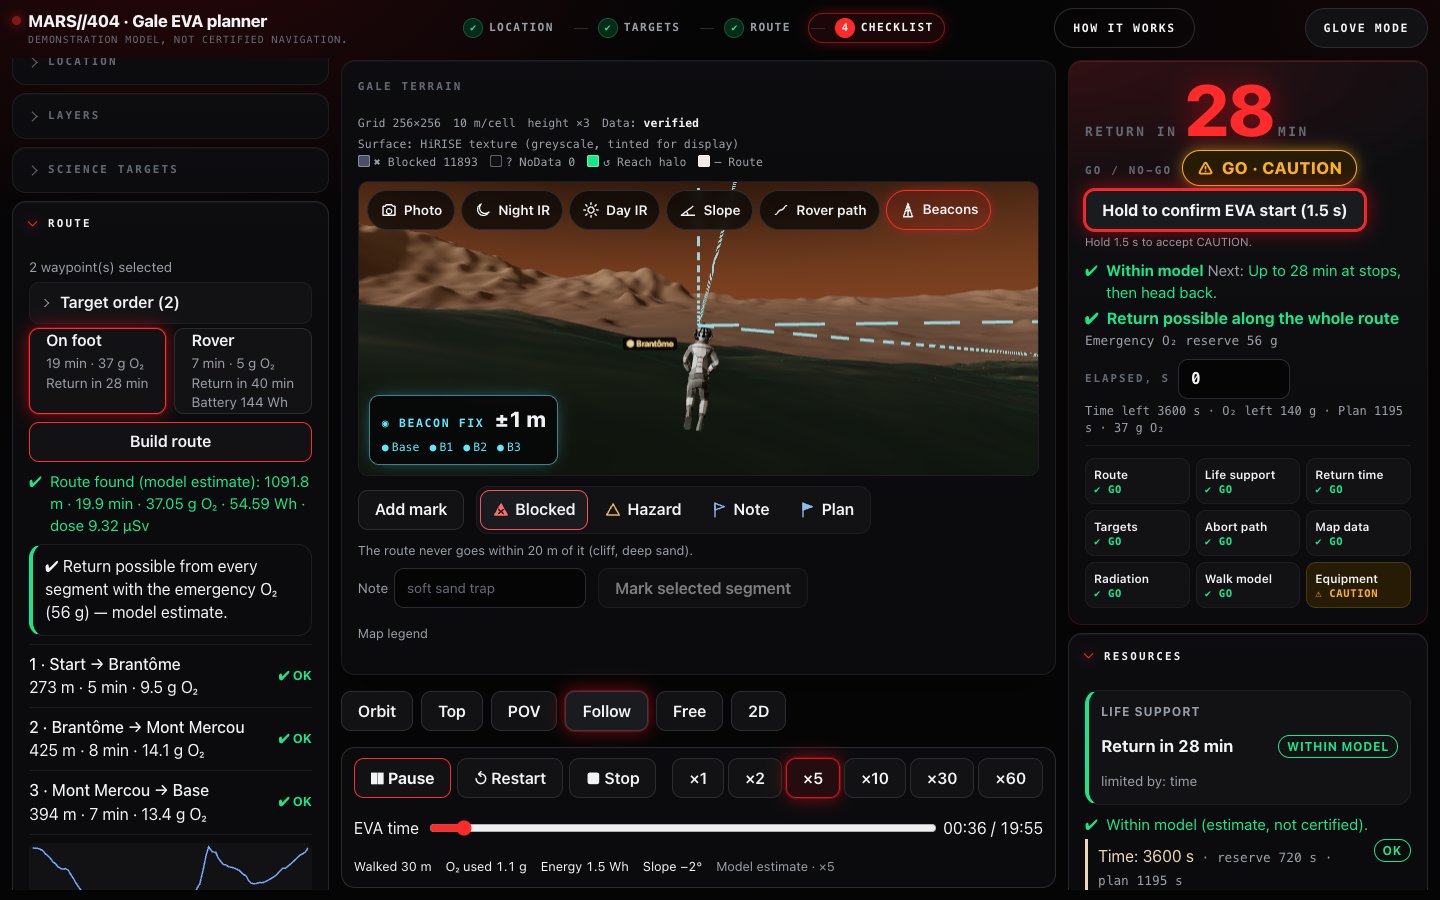 MARS//404 · Gale EVA planner
DEMONSTRATION MODEL, NOT CERTIFIED NAVIGATION.
✔ LOCATION
✔ TARGETS
✔ ROUTE
4 CHECKLIST
HOW IT WORKS
GLOVE MODE
LOCATION
LAYERS
SCIENCE TARGETS
ROUTE
2 waypoint(s) selected
Target order (2)
On foot
19 min · 37 g O₂
Return in 28 min
Rover
7 min · 5 g O₂
Return in 40 min
Battery 144 Wh
Build route
✔ Route found (model estimate): 1091.8
m · 19.9 min · 37.05 g O₂ · 54.59 Wh ·
dose 9.32 µSv
✔ Return possible from every
segment with the emergency O₂
(56 g) — model estimate.
1 · Start → Brantôme
273 m · 5 min · 9.5 g O₂
✔ OK
2 · Brantôme → Mont Mercou
425 m · 8 min · 14.1 g O₂
✔ OK
3 · Mont Mercou → Base
394 m · 7 min · 13.4 g O₂
✔ OK
GALE TERRAIN
Grid 256×256 10 m/cell height ×3 Data: verified
Surface: HiRISE texture (greyscale, tinted for display)
✖ Blocked 11893 ? NoData 0 ↺ Reach halo — Route
Photo
Night IR
Day IR
Slope
Rover path
Beacons
Brantôme
◉ BEACON FIX ±1 m
Base B1 B2 B3
Add mark
Blocked
Hazard
Note
Plan
The route never goes within 20 m of it (cliff, deep sand).
Note
soft sand trap
Mark selected segment
Map legend
Orbit
Top
POV
Follow
Free
2D
Pause
Restart
Stop
×1
×2
×5
×10
×30
×60
EVA time
00:36 / 19:55
Walked 30 m O₂ used 1.1 g Energy 1.5 Wh Slope −2° Model estimate · ×5
RETURN IN 28 MIN
GO / NO-GO
⚠ GO · CAUTION
Hold to confirm EVA start (1.5 s)
Hold 1.5 s to accept CAUTION.
✔ Within model Next: Up to 28 min at stops,
then head back.
✔ Return possible along the whole route
Emergency O₂ reserve 56 g
ELAPSED, S
0
Time left 3600 s · O₂ left 140 g · Plan 1195
s · 37 g O₂
Route
✔ GO
Life support
✔ GO
Return time
✔ GO
Targets
✔ GO
Abort path
✔ GO
Map data
✔ GO
Radiation
✔ GO
Walk model
✔ GO
Equipment
⚠ CAUTION
RESOURCES
LIFE SUPPORT
Return in 28 min
WITHIN MODEL
limited by: time
✔ Within model (estimate, not certified).
Time: 3600 s · reserve 720 s ·
plan 1195 s
OK